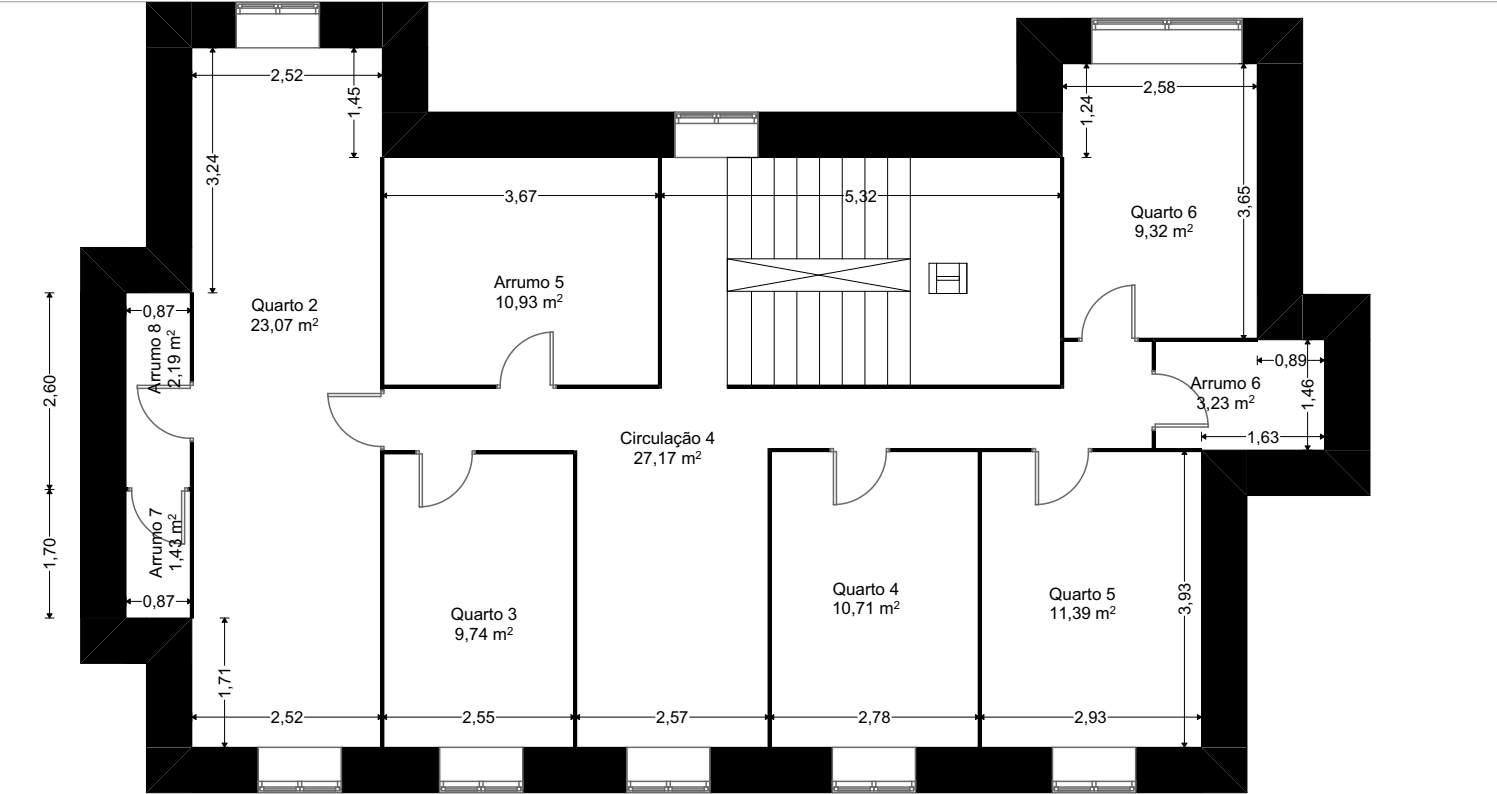 2,52
1,45
3,24
2,58
1,24
3,65
3,67
5,32
Quarto 6
9,32 m²
Arrumo 5
10,93 m²
Quarto 2
23,07 m²
0,87
Arrumo 8
2,19 m²
2,60
0,89
Arrumo 6
3,23 m²
1,46
1,63
Circulação 4
27,17 m²
1,70
Arrumo 7
1,43 m²
0,87
Quarto 3
9,74 m²
Quarto 4
10,71 m²
Quarto 5
11,39 m²
3,93
1,71
2,52
2,55
2,57
2,78
2,93